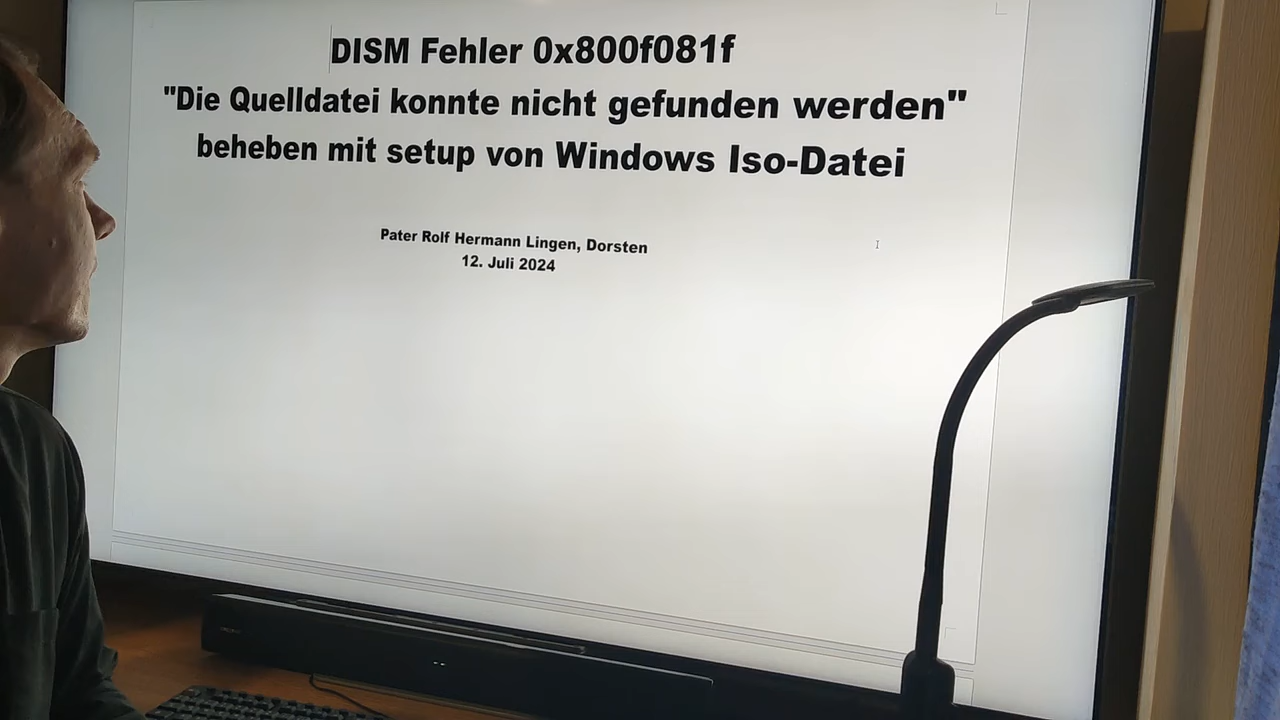 DISM Fehler 0x800f081f
"Die Quelldatei konnte nicht gefunden werden"
beheben mit setup von Windows Iso-Datei
Pater Rolf Hermann Lingen, Dorsten
12. Juli 2024